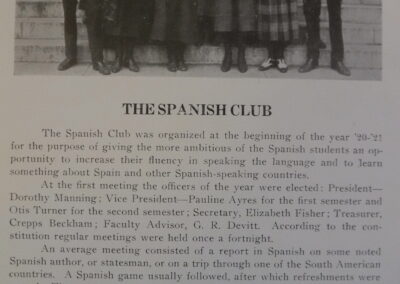 THE SPANISH CLUB
The Spanish Club was organized at the beginning of the year '20-'21
for the purpose of giving the more ambitious of the Spanish students an op-
portunity to increase their fluency in speaking the language and to learn
something about Spain and other Spanish-speaking countries.
At the first meeting the officers of the year were elected: President—
Dorothy Manning; Vice President—Pauline Ayres for the first semester and
Otis Turner for the second semester; Secretary, Elizabeth Fisher; Treasurer,
Crepps Beckham; Faculty Advisor, G. R. Devitt. According to the con-
stitution regular meetings were held once a fortnight.
An average meeting consisted of a report in Spanish on some noted
Spanish author, or statesman, or on a trip through one of the South American
countries. A Spanish game usually followed, after which refreshments were